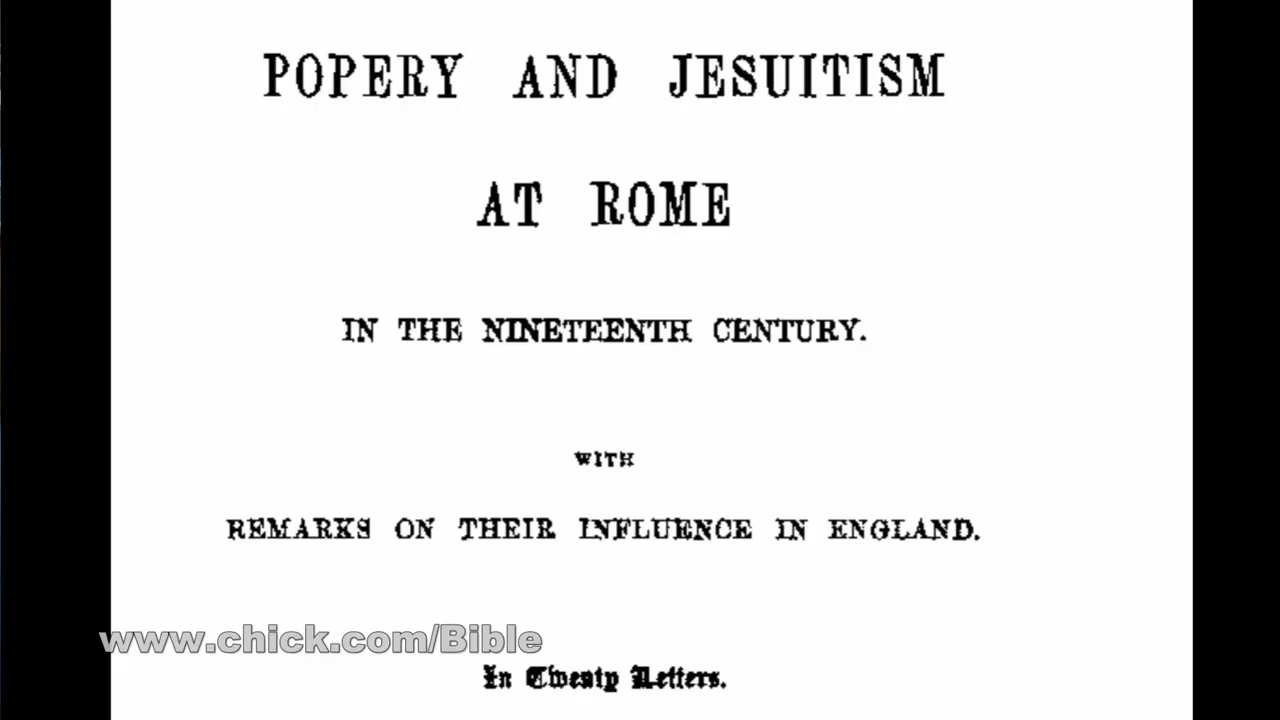 POPERY AND JESUITISM
AT ROME
IN THE NINETEENTH CENTURY.
WITH
REMARKS ON THEIR INFLUENCE IN ENGLAND.
www.chick.com/Bible
In Twenty Letters.